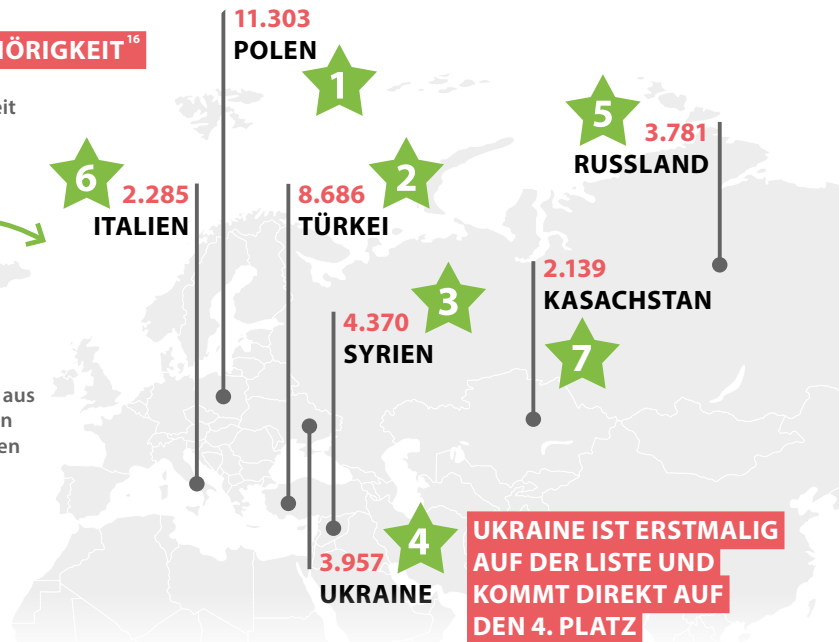 11.303
POLEN
1
HÖRIGKEIT16
eit
5
3.781
RUSSLAND
6
2.285
ITALIEN
8.686
2
TÜRKEI
2.139
KASACHSTAN
7
3
4.370
SYRIEN
aus
n
en
4
3.957
UKRAINE
UKRAINE IST ERSTMALIG
AUF DER LISTE UND
KOMMT DIREKT AUF
DEN 4. PLATZ